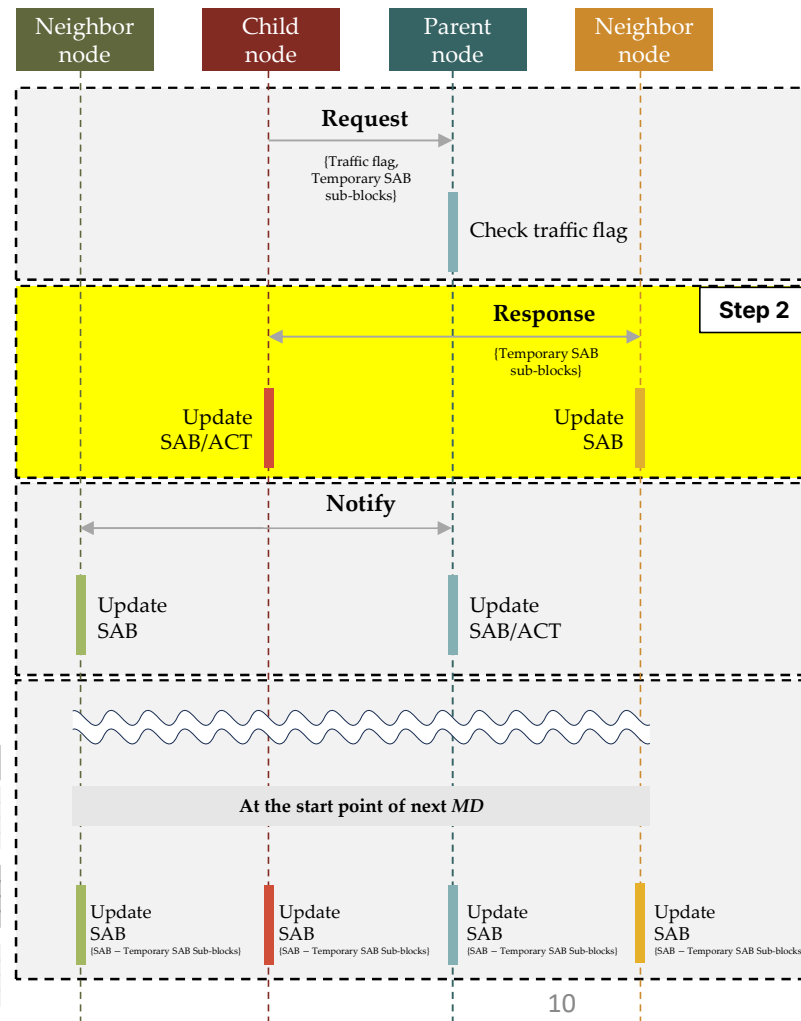 Neighbor
node
Child
node
Parent
node
Neighbor
node
Request
{Traffic flag,
Temporary SAB
sub-blocks}
Check traffic flag
Step 2
Response
{Temporary SAB
sub-blocks}
Update
SAB/ACT
Update
SAB
Notify
Update
SAB
Update
SAB/ACT
At the start point of next MD
Update
SAB
{SAB − Temporary SAB Sub-blocks}
Update
SAB
{SAB − Temporary SAB Sub-blocks}
Update
SAB
{SAB − Temporary SAB Sub-blocks}
Update
SAB
{SAB − Temporary SAB Sub-blocks
10